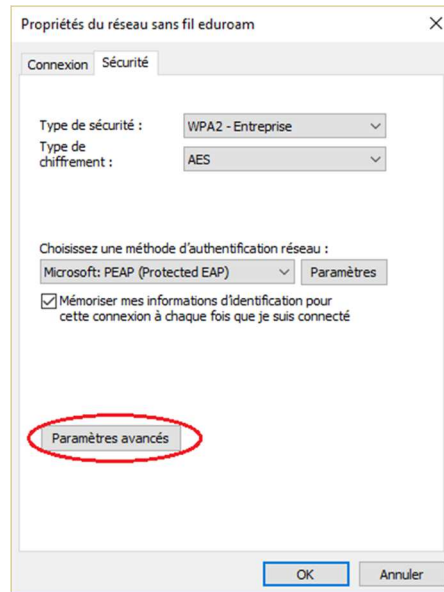 Propriétés du réseau sans fil eduroam
Connexion
Sécurité
Type de sécurité :
WPA2 - Entreprise
Type de
chiffrement :
AES
Choisissez une méthode d'authentification réseau :
Microsoft: PEAP (Protected EAP)
Paramètres
Mémoriser mes informations d'identification pour
cette connexion à chaque fois que je suis connecté
Paramètres avancés
OK
Annuler